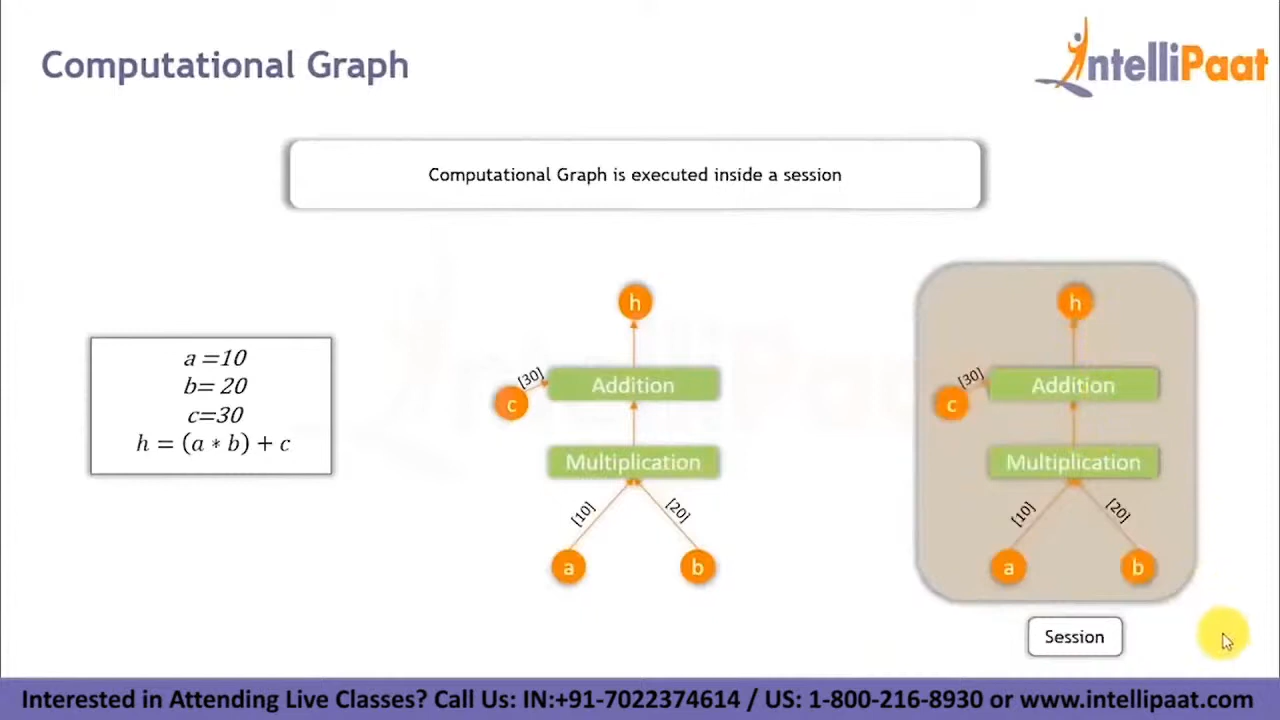 Computational Graph
IntelliPaat
Computational Graph is executed inside a session
a =10
b= 20
c=30
h = (a * b) + c
h
[30]
Addition
c
Multiplication
[10]
[20]
a
b
h
[30]
Addition
c
Multiplication
[10]
[20]
a
b
Session
IntelliPaat
Interested in Attending Live Classes? Call Us: IN:+91-7022374614 / US: 1-800-216-8930 or www.intellipaat.com